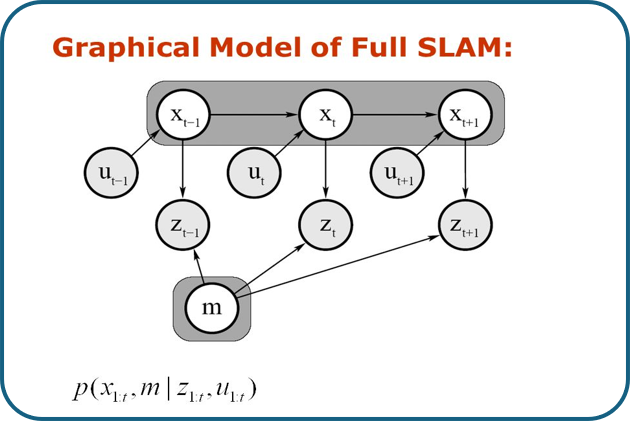 Graphical Model of Full SLAM:
x_{t−1} x_t x_{t+1}
u_{t−1} u_t u_{t+1}
z_{t−1} z_t z_{t+1}
m
p(x_{1:t}, m | z_{1:t}, u_{1:t})